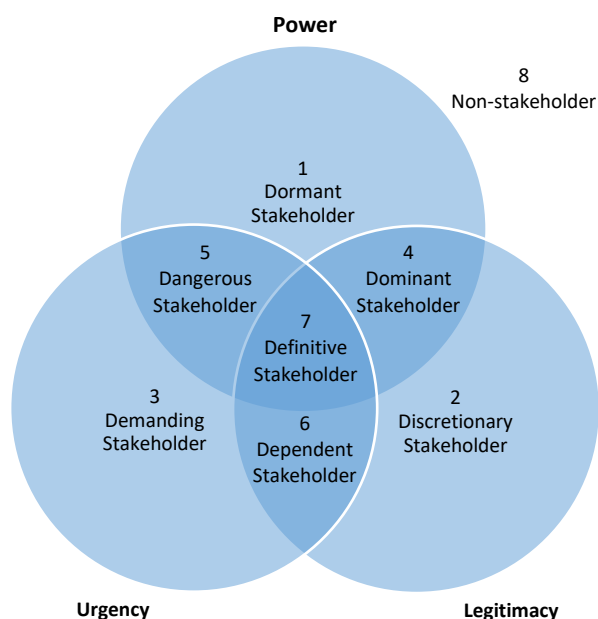 Power
8
Non-stakeholder
1
Dormant
Stakeholder
5
Dangerous
Stakeholder
4
Dominant
Stakeholder
7
Definitive
Stakeholder
3
Demanding
Stakeholder
6
Dependent
Stakeholder
2
Discretionary
Stakeholder
Urgency
Legitimacy